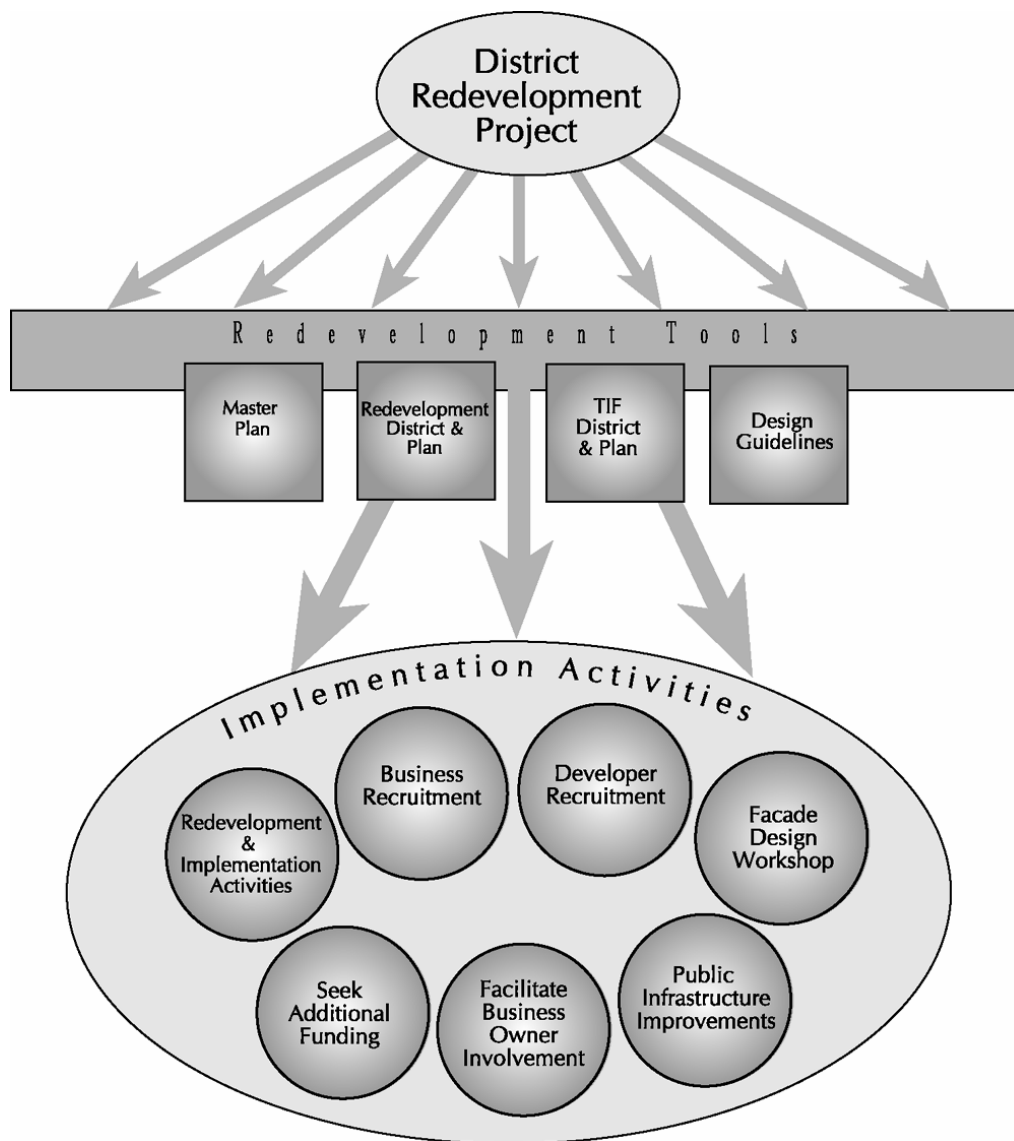 District
Redevelopment
Project
Redevelopment Tools
Master
Plan
Redevelopment
District &
Plan
TIF
District
& Plan
Design
Guidelines
Implementation Activities
Business
Recruitment
Developer
Recruitment
Redevelopment
&
Implementation
Activities
Facade
Design
Workshop
Seek
Additional
Funding
Facilitate
Business
Owner
Involvement
Public
Infrastructure
Improvements